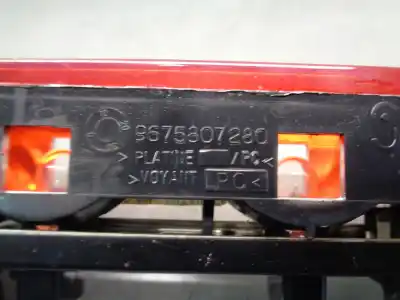 9675807280
> PLATINE /PC<
> VOYANT PC<